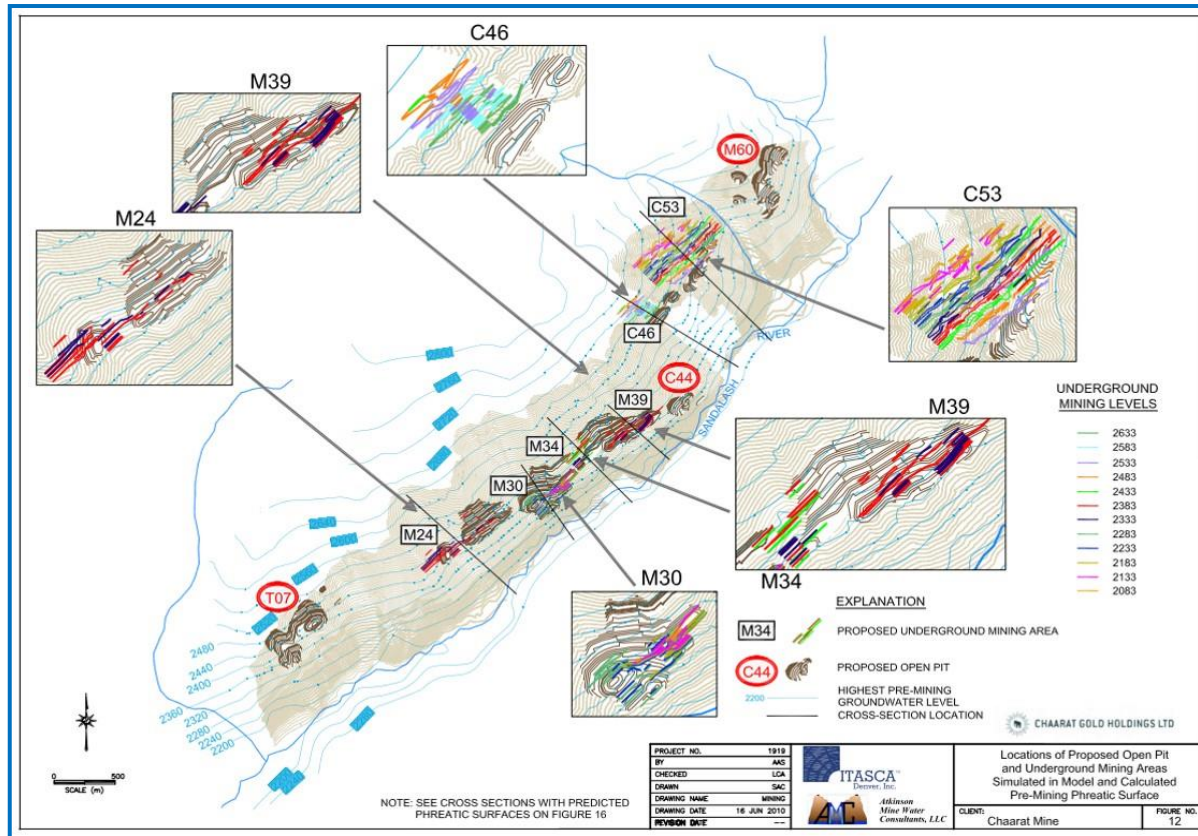 C46
M39
M60
C53
M24
C53
C46
RIVER
C44
SANDALASH
M39
M34
M30
M24
T07
UNDERGROUND
MINING LEVELS
2633
2583
2533
2483
2433
2383
2333
2283
2233
2183
2133
2083
M39
M34
M30
2480
2440
2400
2360
2320
2280
2240
2200
2200
EXPLANATION
M34 PROPOSED UNDERGROUND MINING AREA
C44 PROPOSED OPEN PIT
2200 HIGHEST PRE-MINING
GROUNDWATER LEVEL
CROSS-SECTION LOCATION
CHAARAT GOLD HOLDINGS LTD
0 500
SCALE (m)
NOTE: SEE CROSS SECTIONS WITH PREDICTED
PHREATIC SURFACES ON FIGURE 16
PROJECT NO. 1919
BY AAS
CHECKED LCA
DRAWN SAC
DRAWING NAME MINING
DRAWING DATE 16 JUN 2010
REVISION DATE ---
ITASCA™
Denver, Inc.
AMC
Atkinson
Mine Water
Consultants, LLC
Locations of Proposed Open Pit
and Underground Mining Areas
Simulated in Model and Calculated
Pre-Mining Phreatic Surface
CLIENT:
Chaarat Mine
FIGURE NO.
12